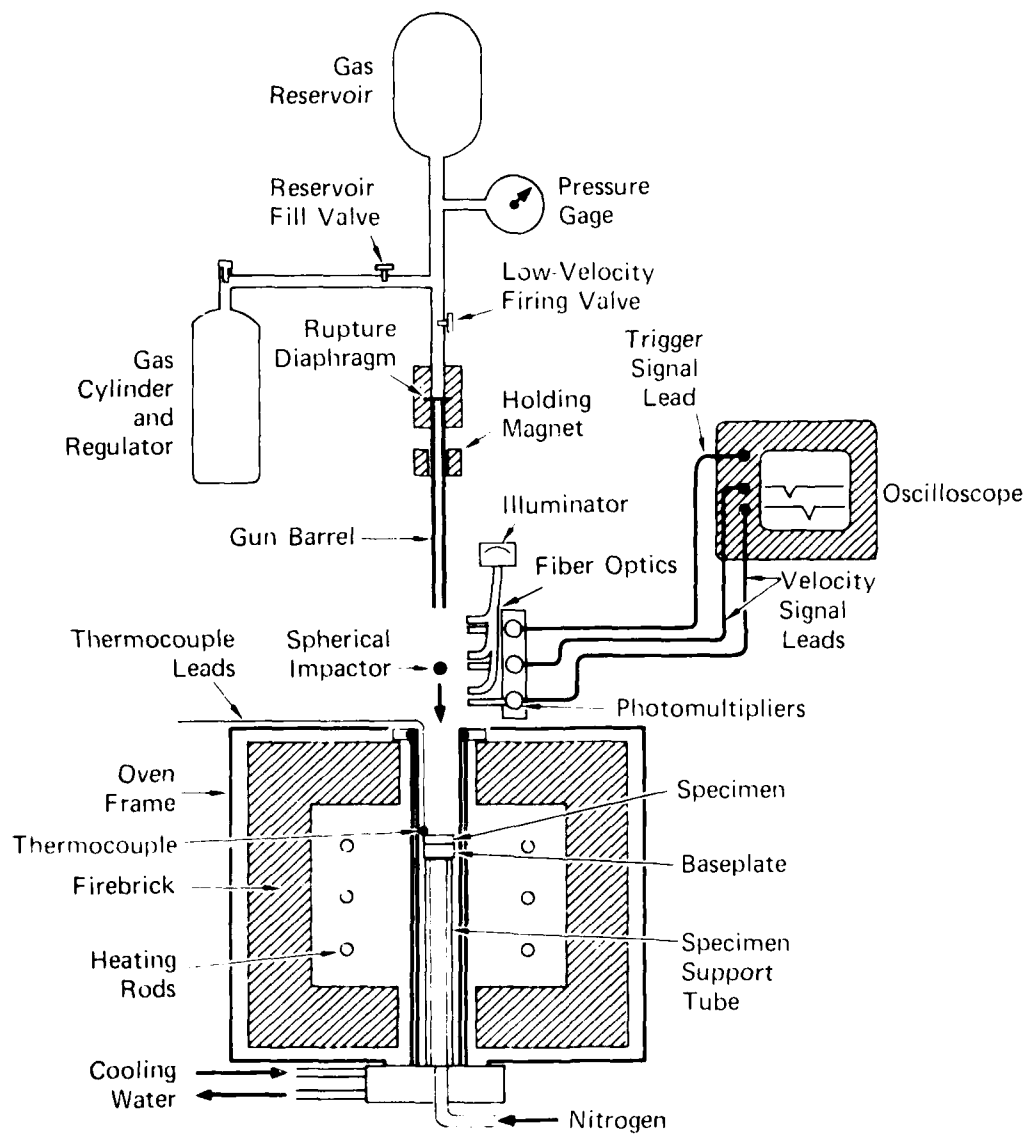 Gas
Reservoir
Reservoir
Fill Valve
Pressure
Gage
Low-Velocity
Firing Valve
Rupture
Diaphragm
Gas
Cylinder
and
Regulator
Trigger
Signal
Lead
Holding
Magnet
Oscilloscope
Illuminator
Gun Barrel
Fiber Optics
Velocity
Signal
Leads
Thermocouple
Leads
Spherical
Impactor
Photomultipliers
Oven
Frame
Specimen
Thermocouple
Baseplate
Firebrick
Heating
Rods
Specimen
Support
Tube
Cooling
Water
Nitrogen